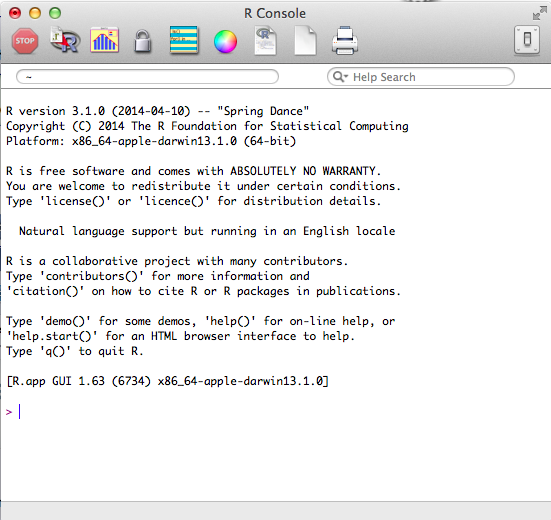 R Console
STOP
R
~
Help Search
R version 3.1.0 (2014-04-10) -- "Spring Dance"
Copyright (C) 2014 The R Foundation for Statistical Computing
Platform: x86_64-apple-darwin13.1.0 (64-bit)
R is free software and comes with ABSOLUTELY NO WARRANTY.
You are welcome to redistribute it under certain conditions.
Type 'license()' or 'licence()' for distribution details.
Natural language support but running in an English locale
R is a collaborative project with many contributors.
Type 'contributors()' for more information and
'citation()' on how to cite R or R packages in publications.
Type 'demo()' for some demos, 'help()' for on-line help, or
'help.start()' for an HTML browser interface to help.
Type 'q()' to quit R.
[R.app GUI 1.63 (6734) x86_64-apple-darwin13.1.0]
>